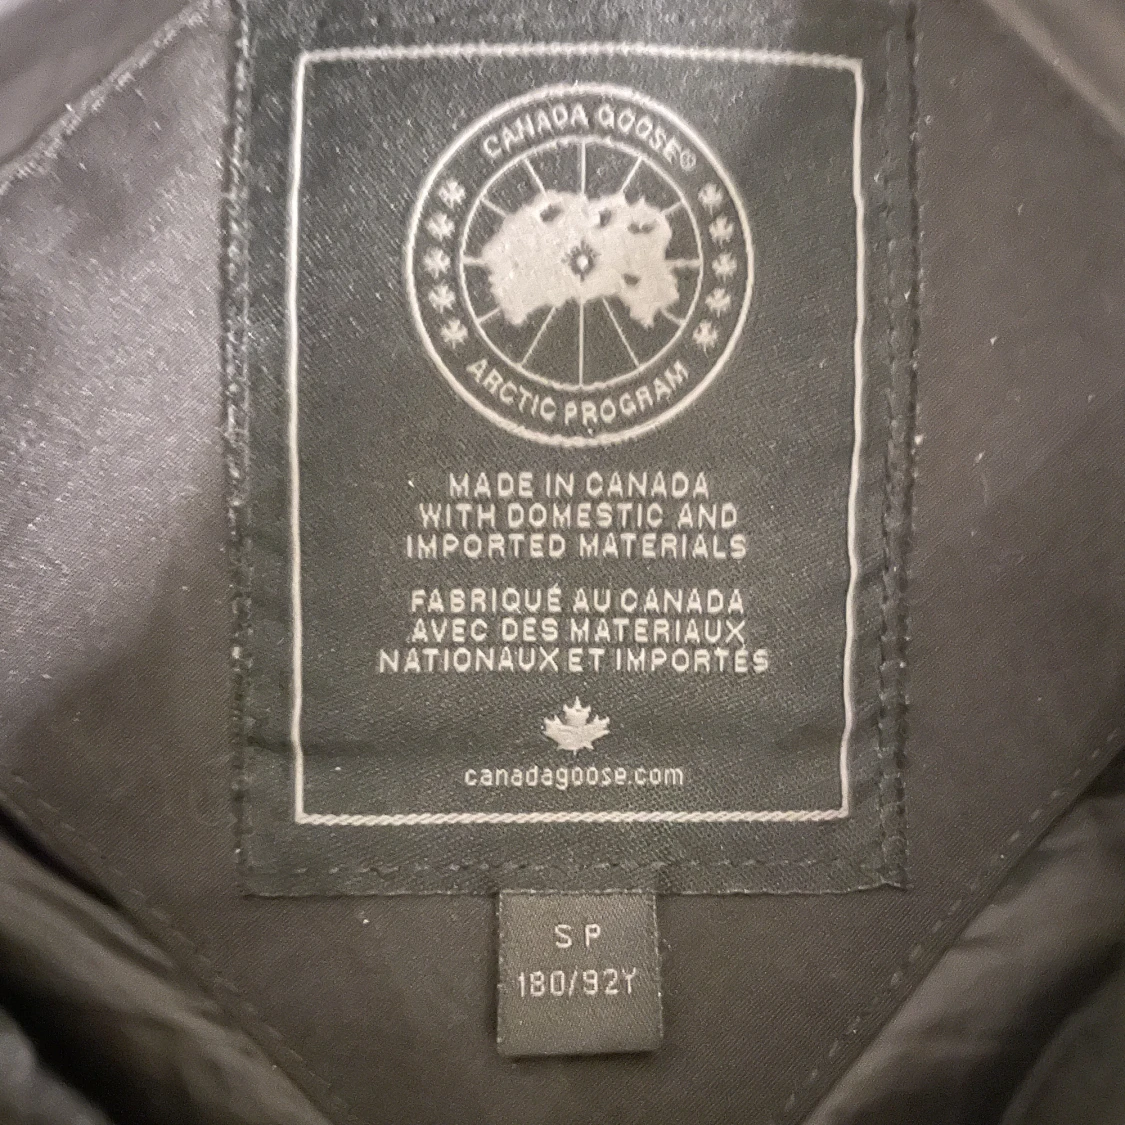 CANADA GOOSE®
ARCTIC PROGRAM
MADE IN CANADA
WITH DOMESTIC AND
IMPORTED MATERIALS
FABRIQUÉ AU CANADA
AVEC DES MATERIAUX
NATIONAUX ET IMPORTÉS
canadagoose.com
S P
180/92Y